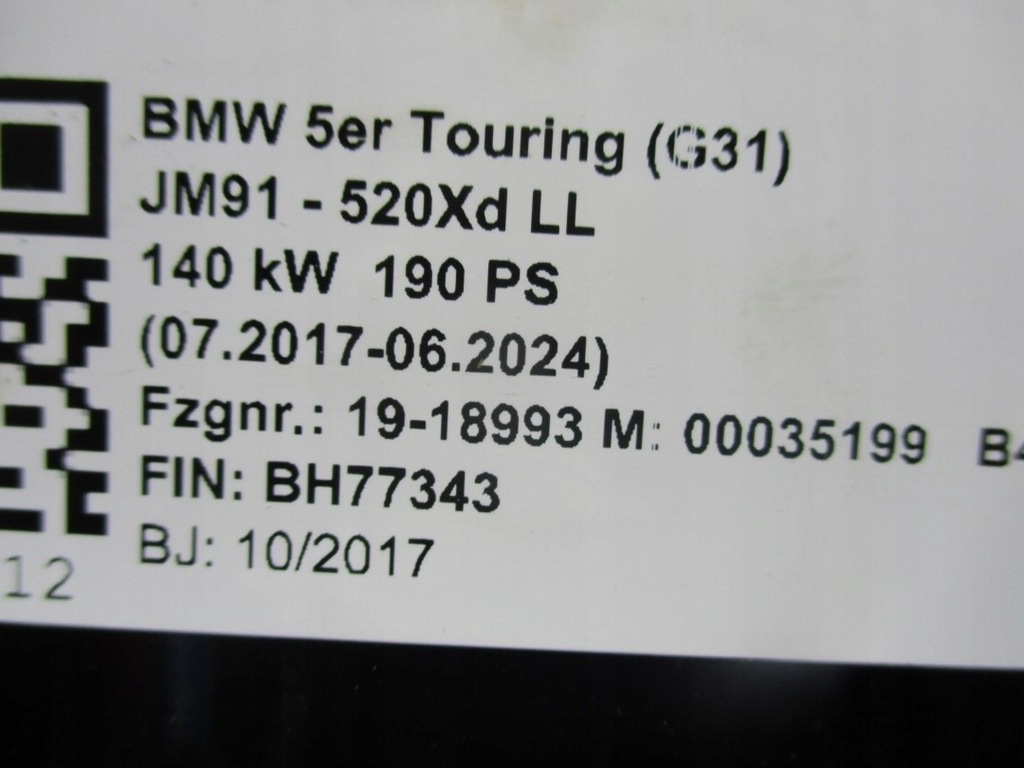 BMW 5er Touring (G31)
JM91 - 520Xd LL
140 kW 190 PS
(07.2017-06.2024)
Fzgnr.: 19-18993 M: 00035199
FIN: BH77343
BJ: 10/2017
12